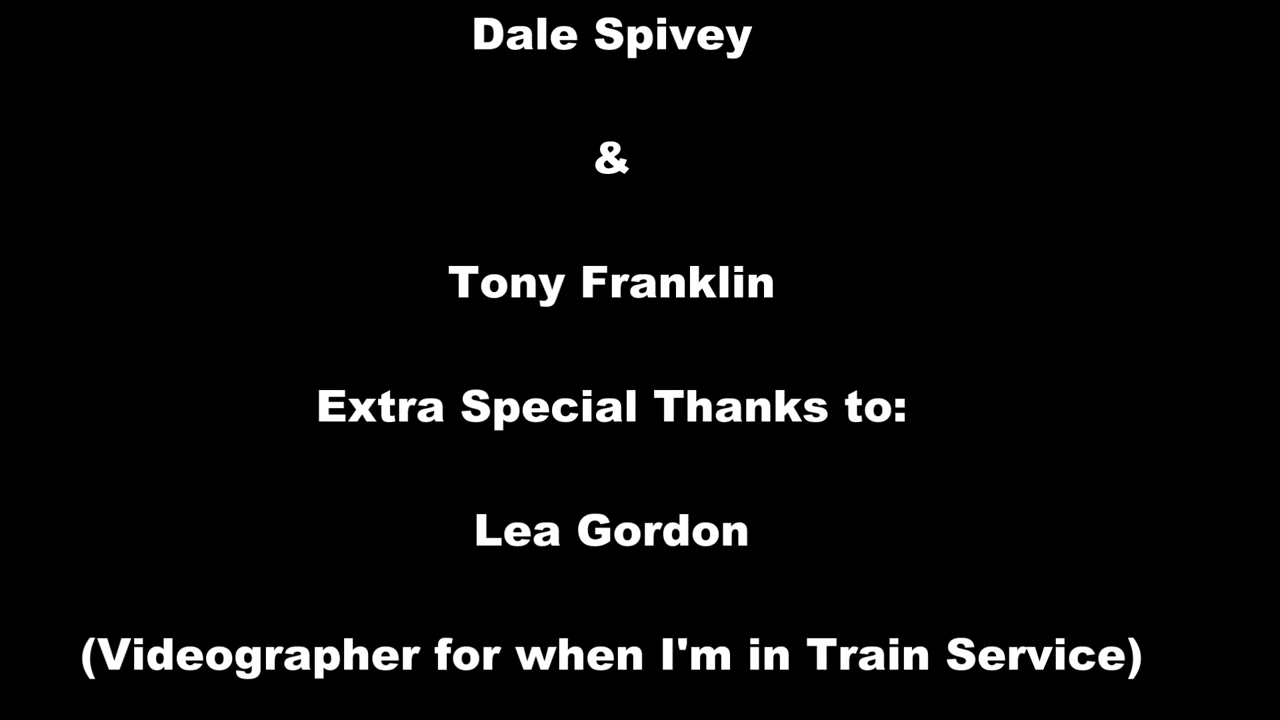 Dale Spivey
&
Tony Franklin
Extra Special Thanks to:
Lea Gordon
(Videographer for when I'm in Train Service)